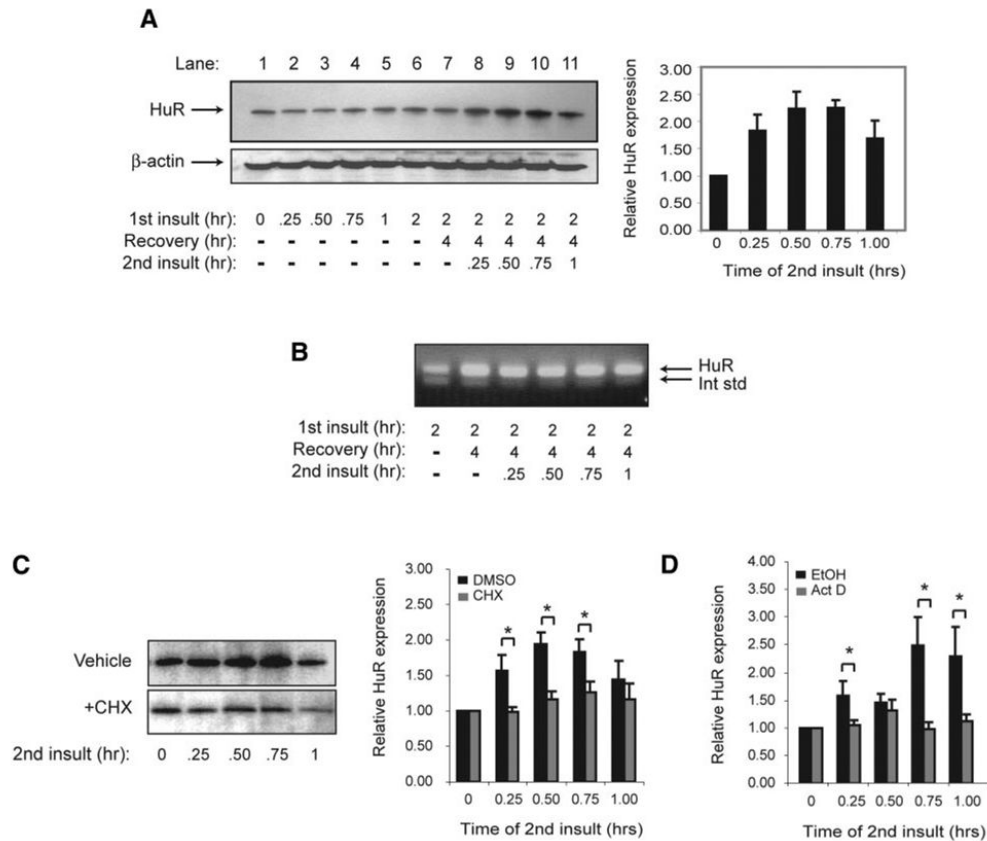 A
Lane: 1 2 3 4 5 6 7 8 9 10 11
HuR
β-actin
1st insult (hr): 0 .25 .50 .75 1 2 2 2 2 2 2
Recovery (hr): - - - - - - 4 4 4 4 4
2nd insult (hr): - - - - - - - .25 .50 .75 1
Relative HuR expression
3.00
2.50
2.00
1.50
1.00
0.50
0.00
0 0.25 0.50 0.75 1.00
Time of 2nd insult (hrs)
B
HuR
Int std
1st insult (hr): 2 2 2 2 2 2
Recovery (hr): - 4 4 4 4 4
2nd insult (hr): - - .25 .50 .75 1
C
Vehicle
+CHX
2nd insult (hr): 0 .25 .50 .75 1
Relative HuR expression
3.00
2.50
2.00
1.50
1.00
0.50
0.00
DMSO
CHX
* * *
0 0.25 0.50 0.75 1.00
Time of 2nd insult (hrs)
D
Relative HuR expression
4.00
3.50
3.00
2.50
2.00
1.50
1.00
0.50
0.00
EtOH
Act D
* * *
0 0.25 0.50 0.75 1.00
Time of 2nd insult (hrs)